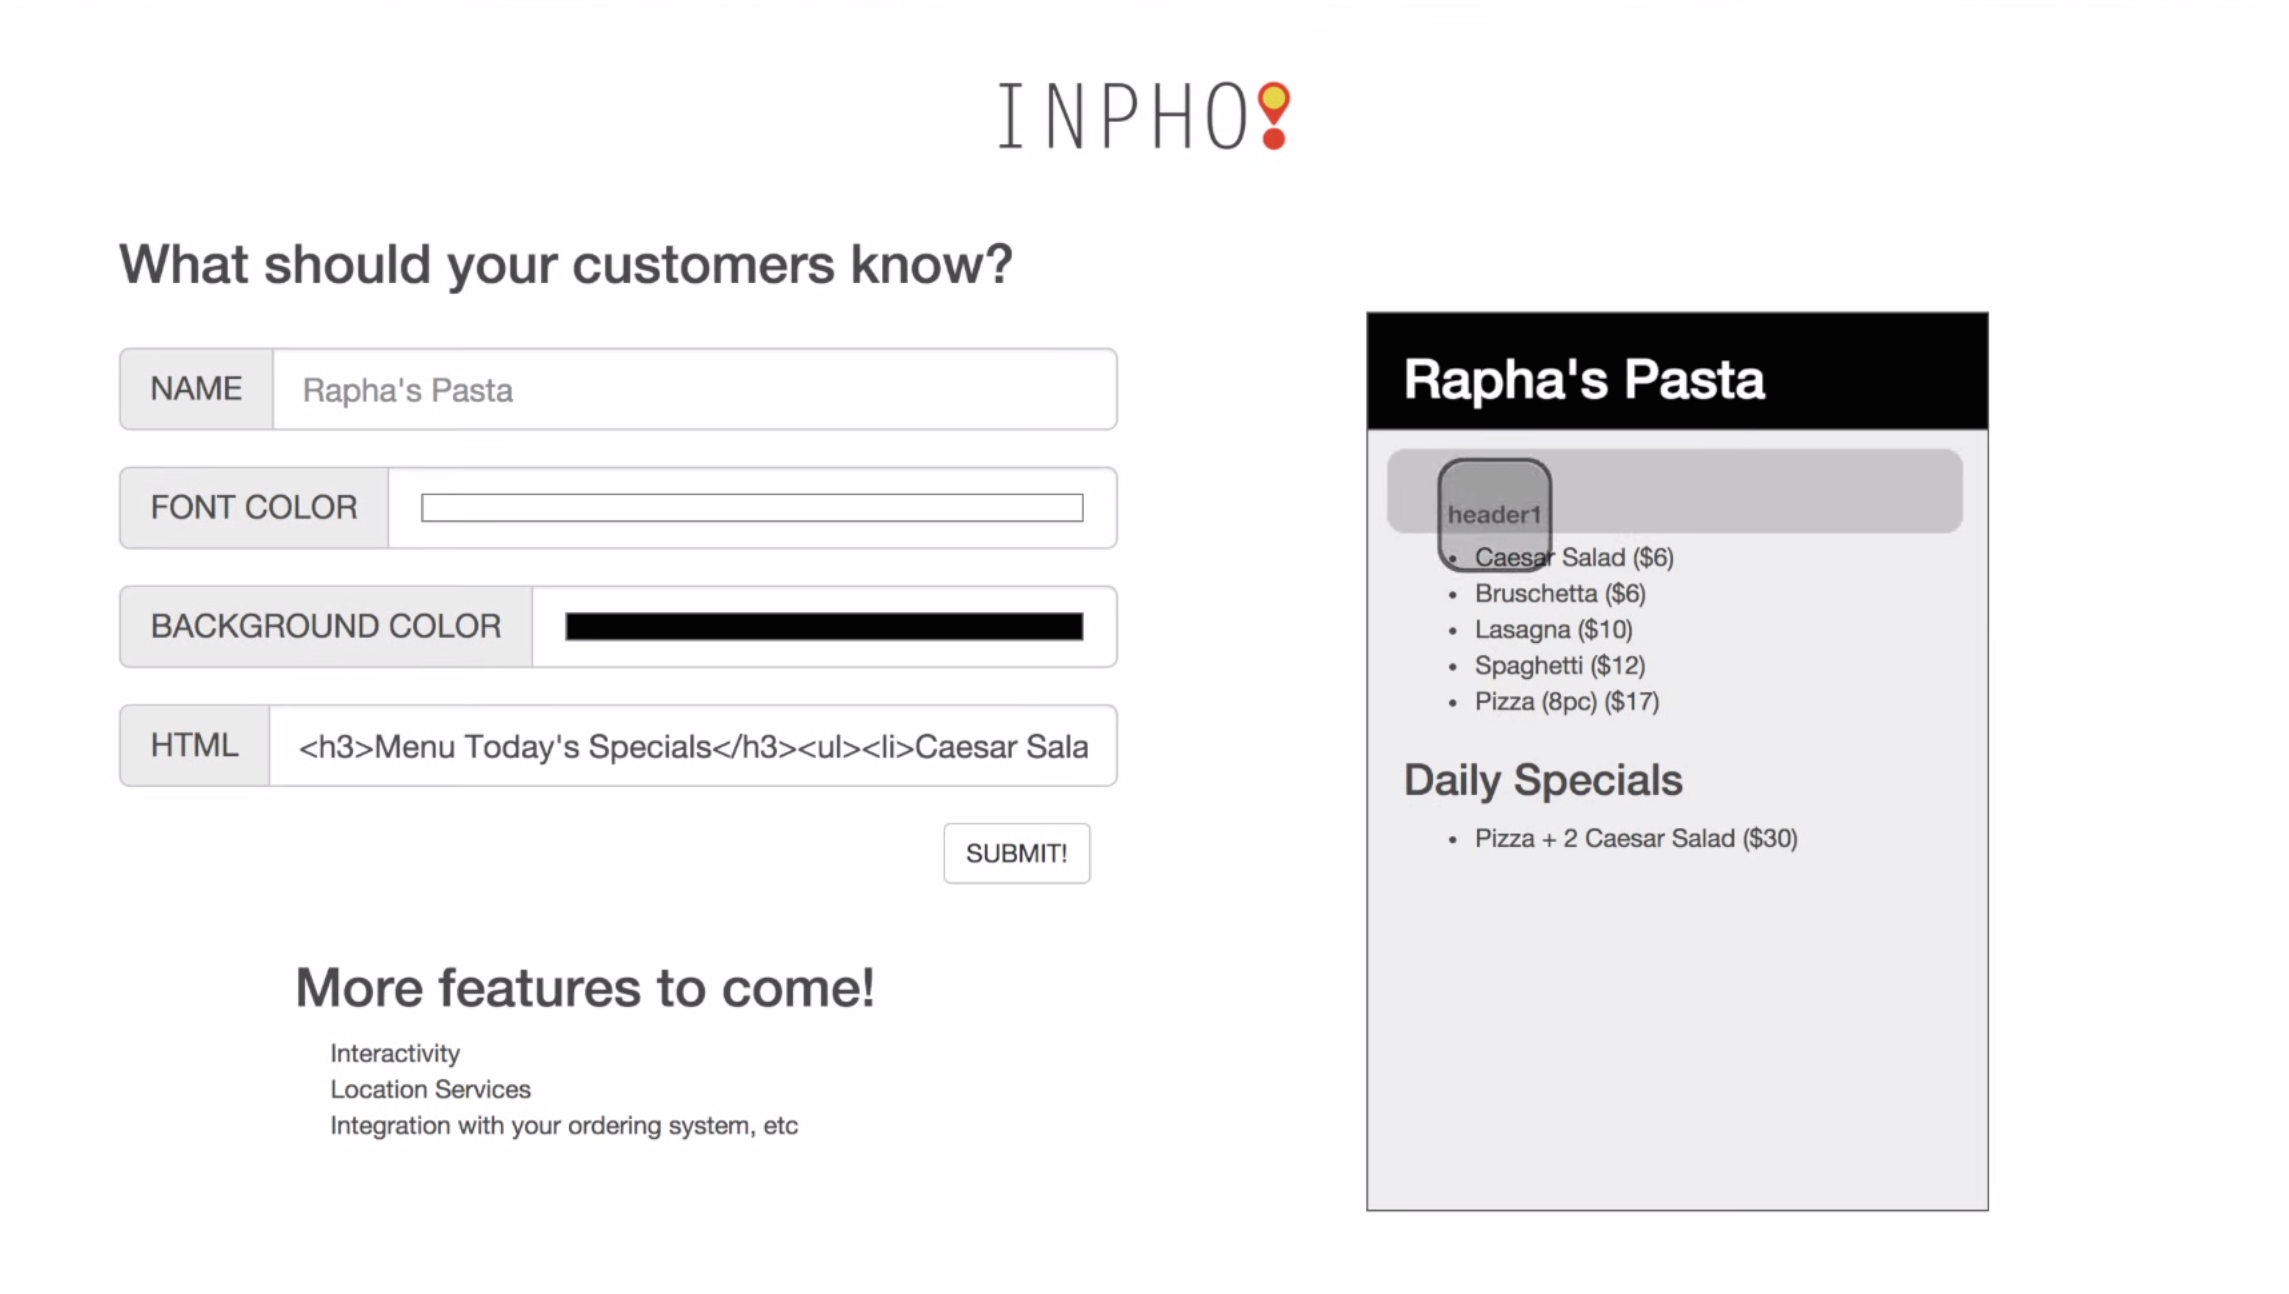 INPHO!
What should your customers know?
NAME
Rapha's Pasta
FONT COLOR
BACKGROUND COLOR
HTML
<h3>Menu Today's Specials</h3><ul><li>Caesar Sala
SUBMIT!
More features to come!
Interactivity
Location Services
Integration with your ordering system, etc
Rapha's Pasta
header1
• Caesar Salad ($6)
• Bruschetta ($6)
• Lasagna ($10)
• Spaghetti ($12)
• Pizza (8pc) ($17)
Daily Specials
• Pizza + 2 Caesar Salad ($30)